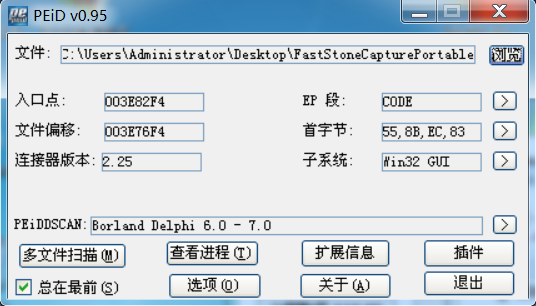 PEiD v0.95
文件: C:\Users\Administrator\Desktop\FastStoneCapturePortable 浏览
入口点: 003E82F4 EP 段: CODE >
文件偏移: 003E76F4 首字节: 55,8B,EC,83 >
连接器版本: 2.25 子系统: Win32 GUI >
PEiDDSCAN: Borland Delphi 6.0 - 7.0 >
多文件扫描(M) 查看进程(T) 扩展信息 插件
总在最前(S) 选项(O) 关于(A) 退出